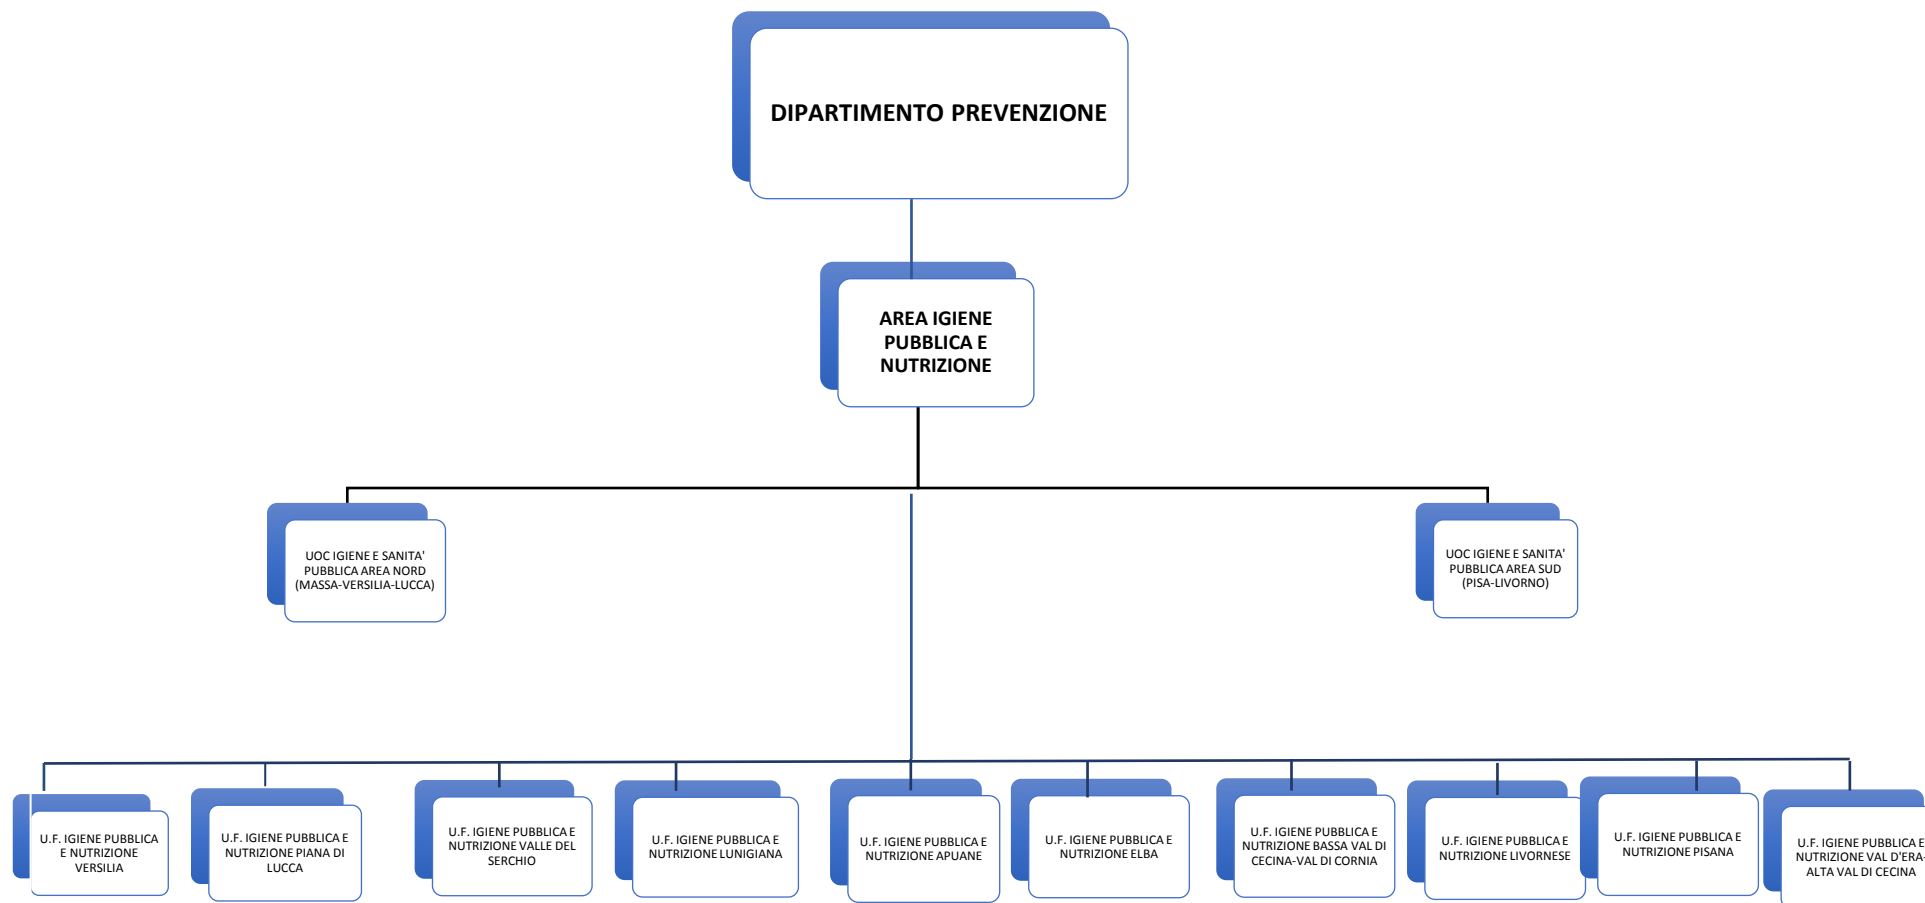 DIPARTIMENTO PREVENZIONE
AREA IGIENE
PUBBLICA E
NUTRIZIONE
UOC IGIENE E SANITA'
PUBBLICA AREA NORD
(MASSA-VERSILIA-LUCCA)
UOC IGIENE E SANITA'
PUBBLICA AREA SUD
(PISA-LIVORNO)
U.F. IGIENE PUBBLICA
E NUTRIZIONE
VERSILIA
U.F. IGIENE PUBBLICA E
NUTRIZIONE PIANA DI
LUCCA
U.F. IGIENE PUBBLICA E
NUTRIZIONE VALLE DEL
SERCHIO
U.F. IGIENE PUBBLICA E
NUTRIZIONE LUNIGIANA
U.F. IGIENE PUBBLICA E
NUTRIZIONE APUANE
U.F. IGIENE PUBBLICA E
NUTRIZIONE ELBA
U.F. IGIENE PUBBLICA E
NUTRIZIONE BASSA VAL DI
CECINA-VAL DI CORNIA
U.F. IGIENE PUBBLICA E
NUTRIZIONE LIVORNESE
U.F. IGIENE PUBBLICA E
NUTRIZIONE PISANA
U.F. IGIENE PUBBLICA E
NUTRIZIONE VAL D'ERA-
ALTA VAL DI CECINA